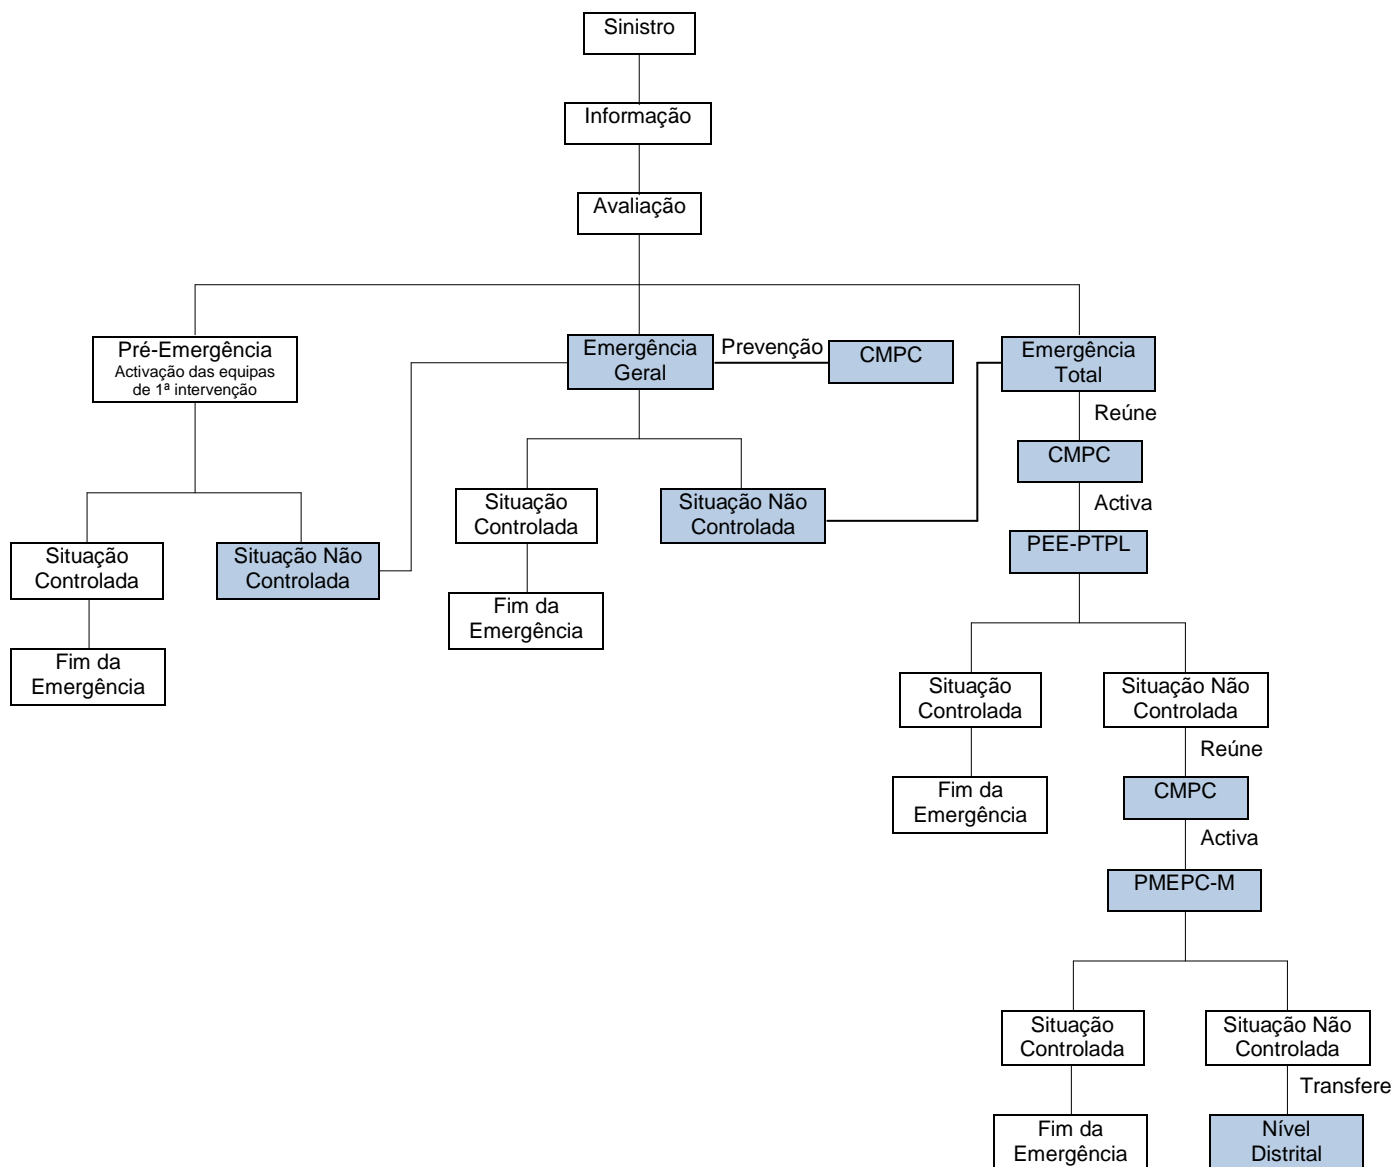 Sinistro
Informação
Avaliação
Pré-Emergência
Activação das equipas
de 1ª intervenção
Emergência
Geral
Prevenção
CMPC
Emergência
Total
Reúne
CMPC
Activa
PEE-PTPL
Situação
Controlada
Situação Não
Controlada
Situação
Controlada
Situação Não
Controlada
Fim da
Emergência
Fim da
Emergência
Situação
Controlada
Situação Não
Controlada
Reúne
Fim da
Emergência
CMPC
Activa
PMEPC-M
Situação
Controlada
Situação Não
Controlada
Transfere
Fim da
Emergência
Nível
Distrital